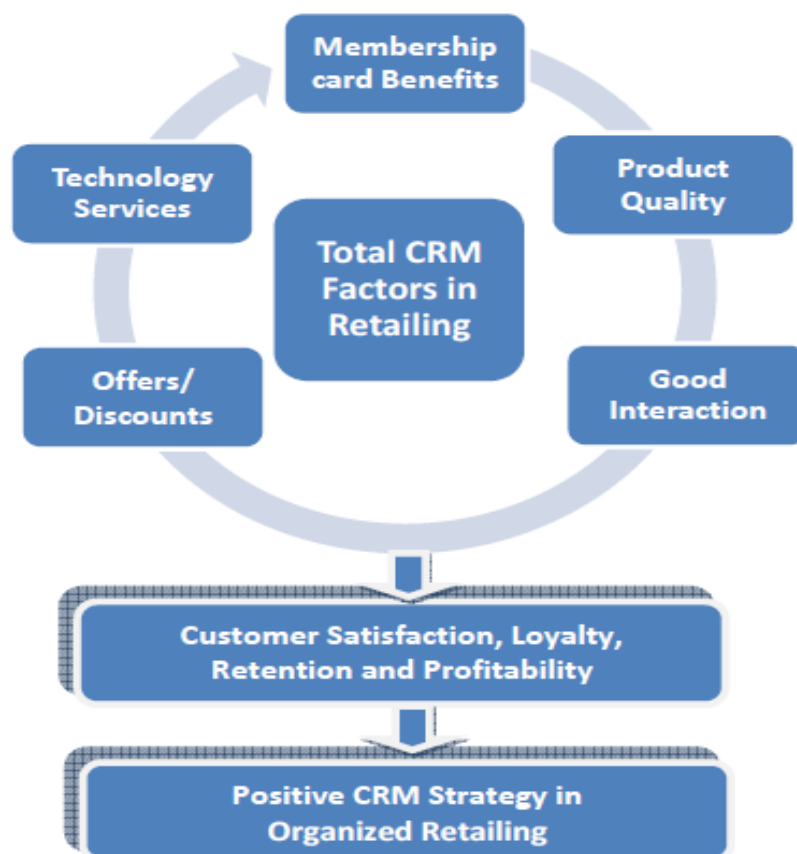 Membership
card Benefits
Product
Quality
Good
Interaction
Offers/
Discounts
Technology
Services
Total CRM
Factors in
Retailing
Customer Satisfaction, Loyalty,
Retention and Profitability
Positive CRM Strategy in
Organized Retailing